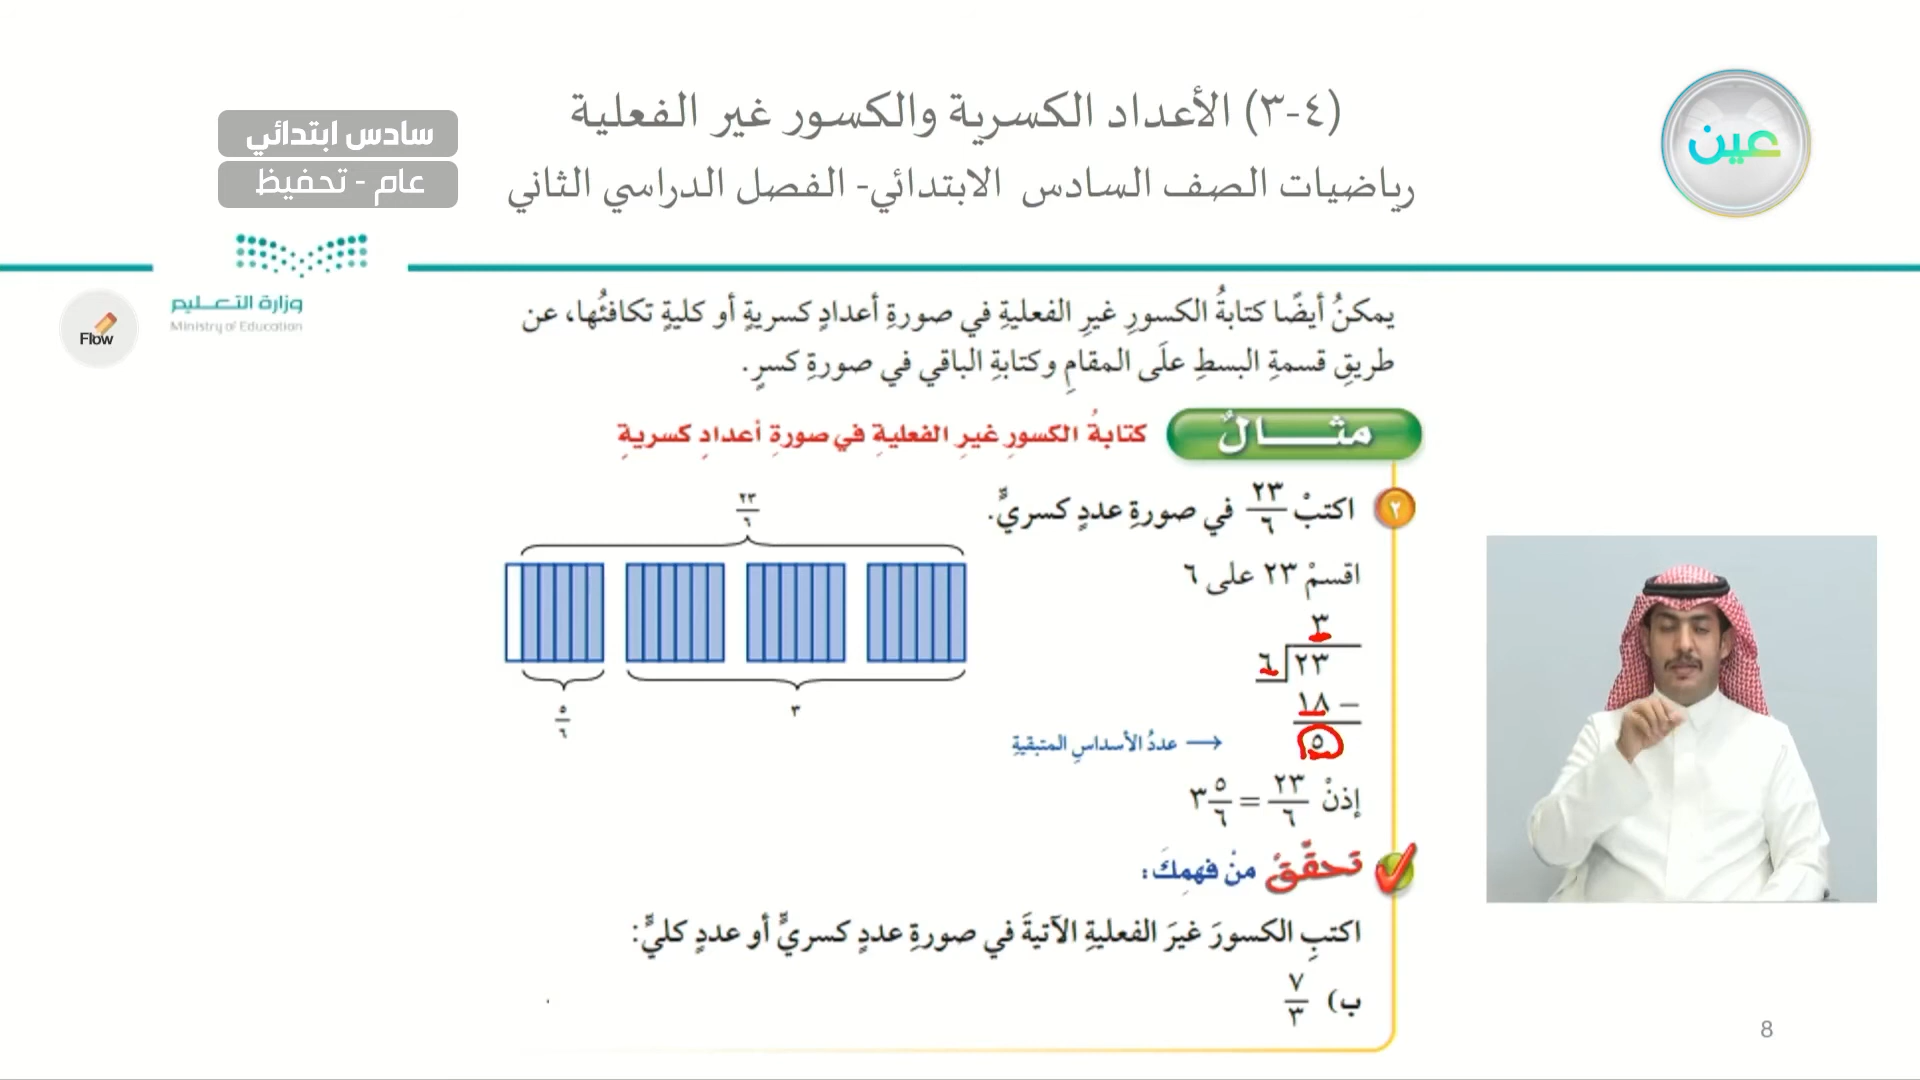 (٤-٣) الأعداد الكسرية والكسور غير الفعلية
رياضيات الصف السادس الابتدائي- الفصل الدراسي الثاني
عين
سادس ابتدائي
عام - تحفيظ
وزارة التعليم
Ministry of Education
Flow
يمكنُ أيضًا كتابةُ الكسورِ غيرِ الفعليةِ في صورةِ أعدادٍ كسريةٍ أو كليةٍ تكافئُها، عن
طريقِ قسمةِ البسطِ علَى المقامِ وكتابةِ الباقي في صورةِ كسرٍ.
مثــالٌ كتابةُ الكسورِ غيرِ الفعليةِ في صورةِ أعدادٍ كسريةٍ
٢ اكتبْ ٢٣/٦ في صورةِ عددٍ كسريٍّ.
اقسمْ ٢٣ على ٦
٣
٦ ٢٣
١٨ −
٥ ⟵ عددُ الأسداسِ المتبقيةِ
إذنْ ٢٣/٦ = ٣ ٥/٦
٢٣/٦
٣
٥/٦
تحقَّقْ منْ فهمِكَ:
اكتبِ الكسورَ غيرَ الفعليةِ الآتيةَ في صورةِ عددٍ كسريٍّ أو عددٍ كليٍّ:
ب) ٧/٣
8